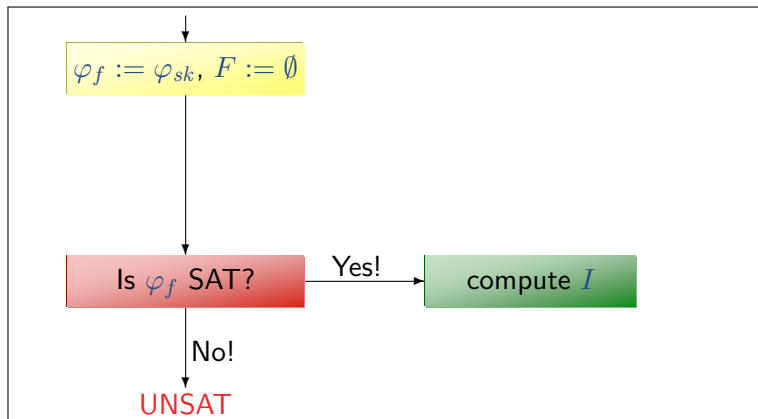 φ_f := φ_sk, F := ∅
Is φ_f SAT?
Yes!
compute I
No!
UNSAT